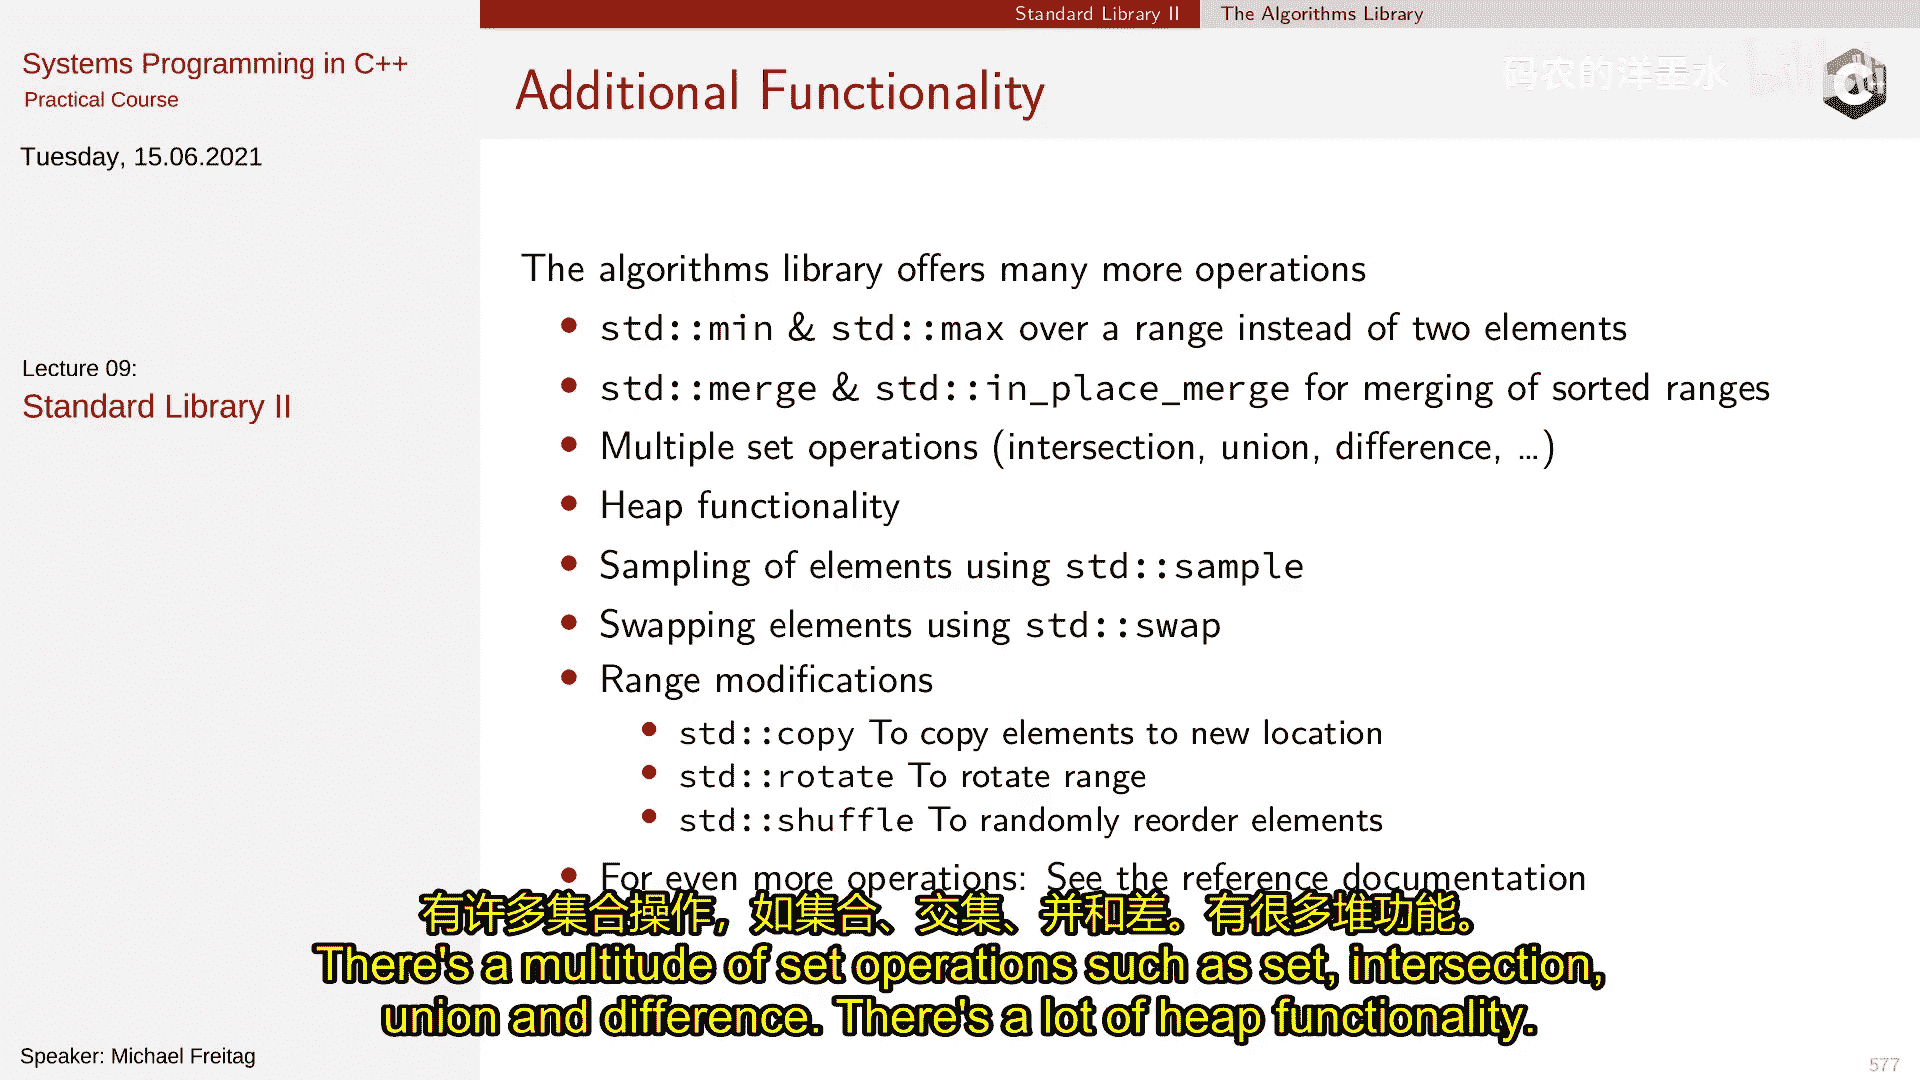 Standard Library II
The Algorithms Library
Systems Programming in C++
Practical Course
Tuesday, 15.06.2021
Lecture 09:
Standard Library II
Speaker: Michael Freitag
Additional Functionality
码农的洋墨水
bilibili
The algorithms library offers many more operations
• std::min & std::max over a range instead of two elements
• std::merge & std::in_place_merge for merging of sorted ranges
• Multiple set operations (intersection, union, difference, …)
• Heap functionality
• Sampling of elements using std::sample
• Swapping elements using std::swap
• Range modifications
• std::copy To copy elements to new location
• std::rotate To rotate range
• std::shuffle To randomly reorder elements
• For even more operations: See the reference documentation
有许多集合操作，如集合、交集、并和差。有很多堆功能。
There's a multitude of set operations such as set, intersection,
union and difference. There's a lot of heap functionality.
577